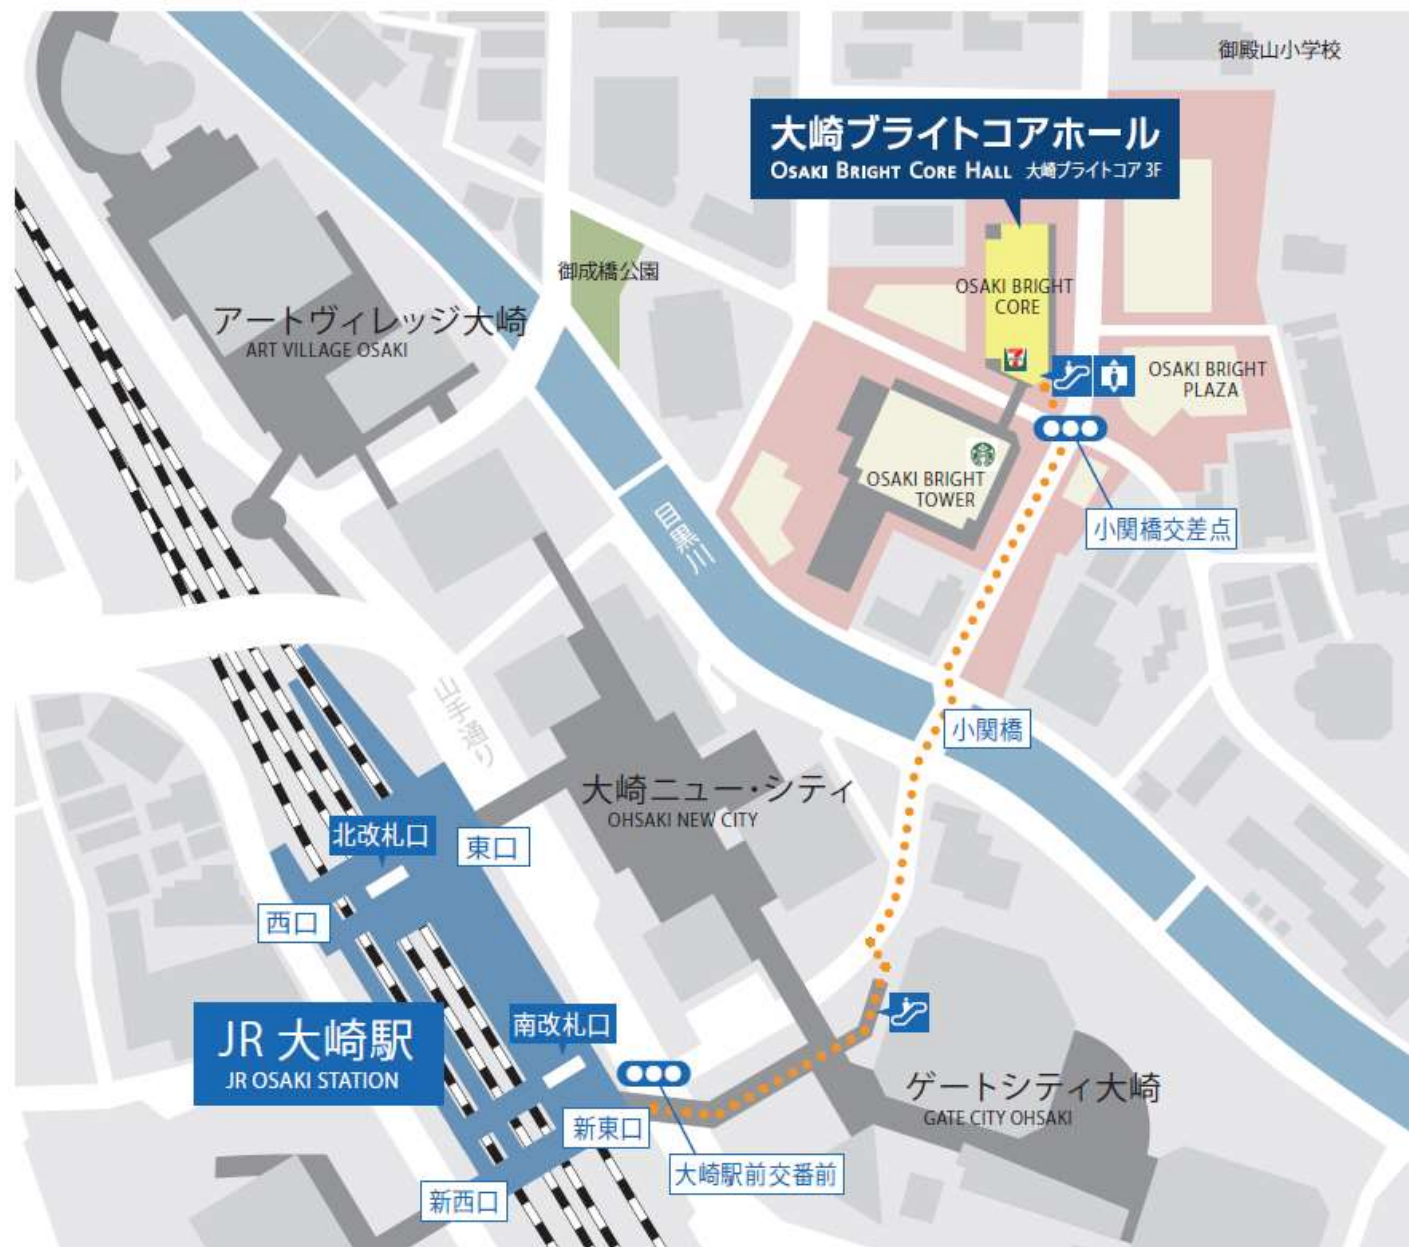 御殿山小学校
大崎ブライトコアホール
OSAKI BRIGHT CORE HALL 大崎ブライトコア 3F
御成橋公園
OSAKI BRIGHT
CORE
アートヴィレッジ大崎
ART VILLAGE OSAKI
OSAKI BRIGHT
PLAZA
OSAKI BRIGHT
TOWER
小関橋交差点
目黒川
山手通り
小関橋
大崎ニュー・シティ
OHSAKI NEW CITY
北改札口
東口
西口
JR 大崎駅
JR OSAKI STATION
南改札口
ゲートシティ大崎
GATE CITY OHSAKI
新東口
大崎駅前交番前
新西口